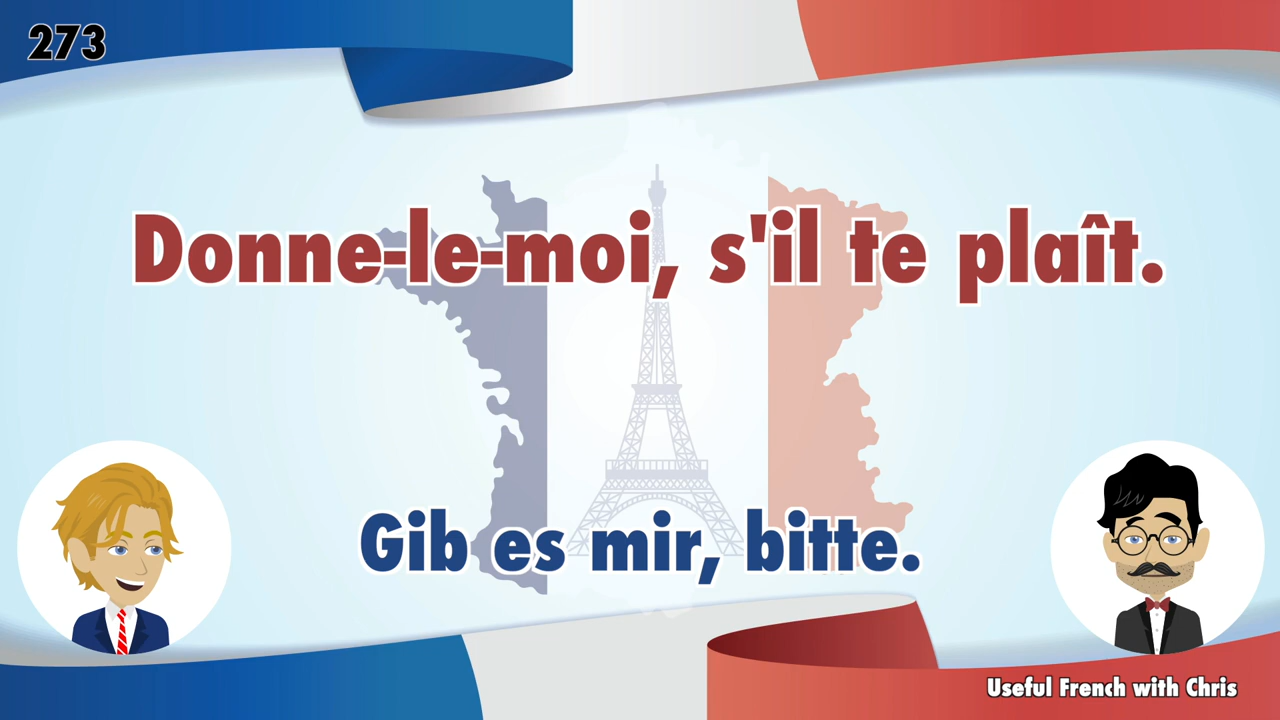 273
Donne-le-moi, s'il te plaît.
Gib es mir, bitte.
Useful French with Chris